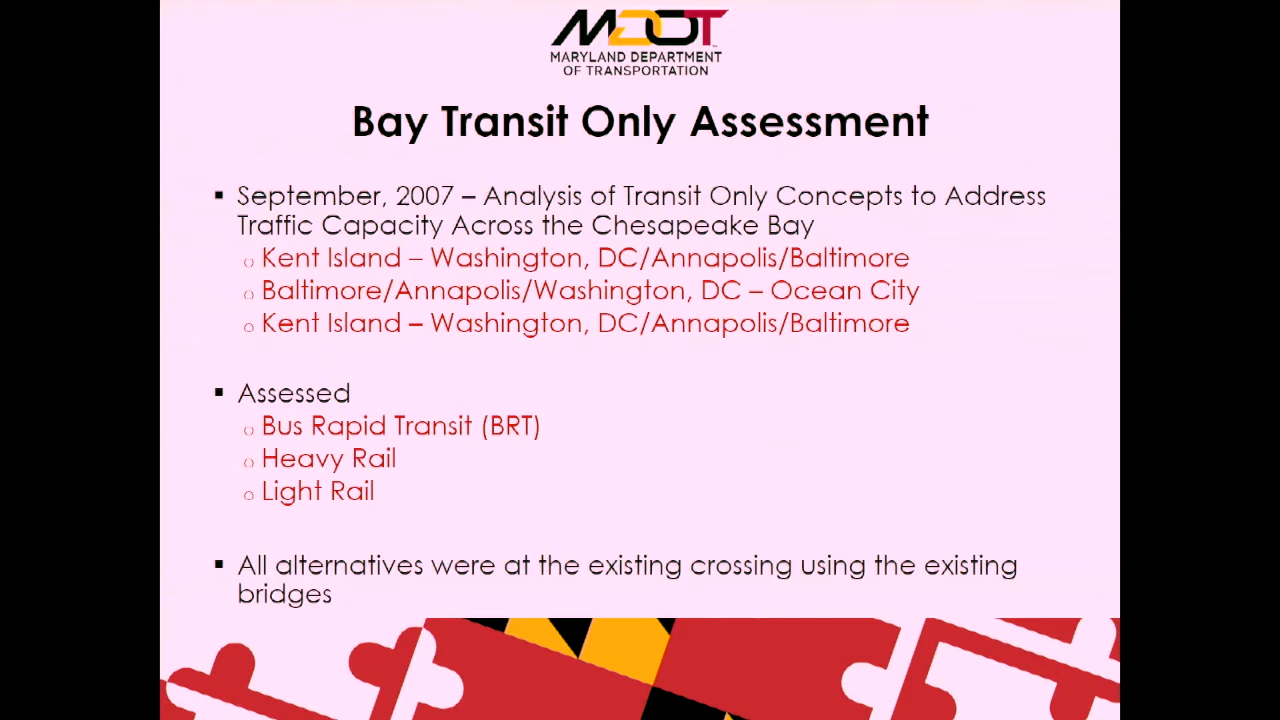 MDOT
MARYLAND DEPARTMENT
OF TRANSPORTATION
Bay Transit Only Assessment
▪ September, 2007 – Analysis of Transit Only Concepts to Address
Traffic Capacity Across the Chesapeake Bay
o Kent Island – Washington, DC/Annapolis/Baltimore
o Baltimore/Annapolis/Washington, DC – Ocean City
o Kent Island – Washington, DC/Annapolis/Baltimore
▪ Assessed
o Bus Rapid Transit (BRT)
o Heavy Rail
o Light Rail
▪ All alternatives were at the existing crossing using the existing
bridges